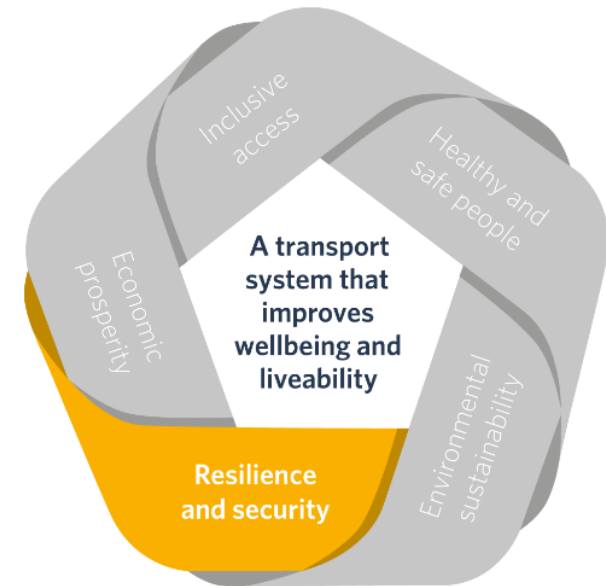 Inclusive
access
Healthy and
safe people
A transport
system that
improves
wellbeing and
liveability
Economic
prosperity
Environmental
sustainability
Resilience
and security